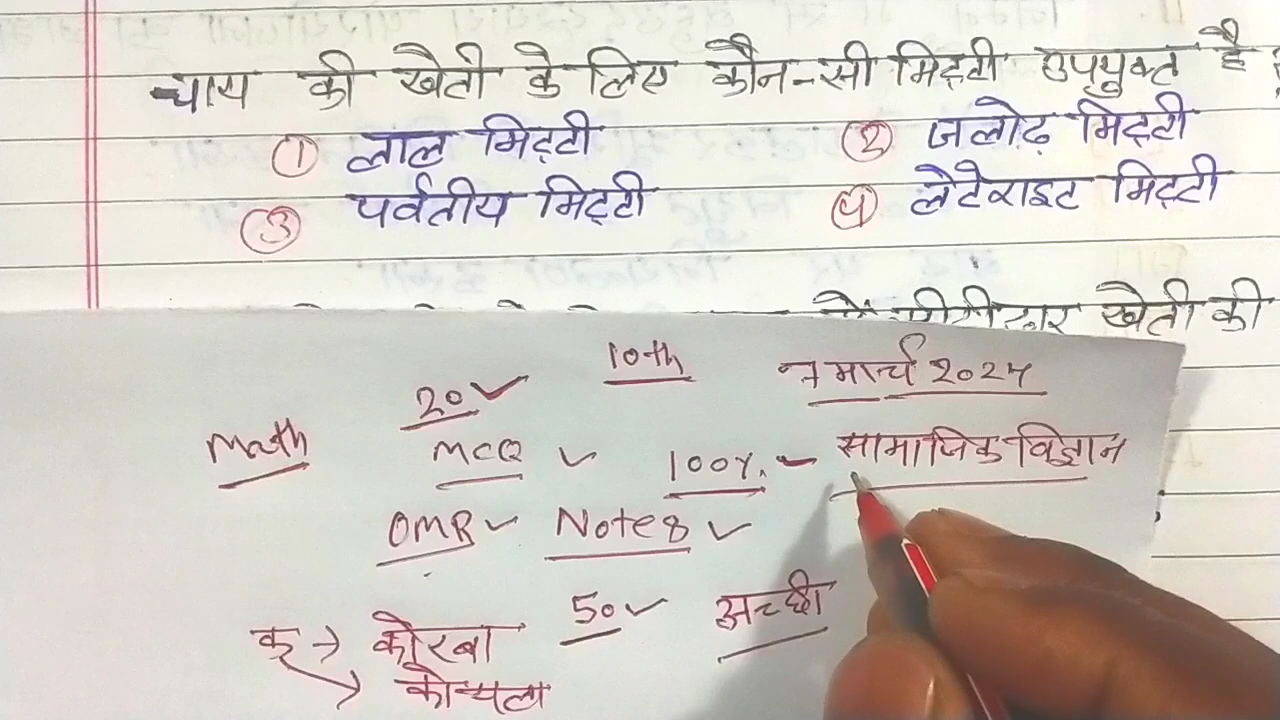 चाय की खेती के लिए कौन-सी मिट्टी उपयुक्त है
① लाल मिट्टी ② जलोढ़ मिट्टी
③ पर्वतीय मिट्टी ④ लेटेराइट मिट्टी
खेती की
10th
20 ✓ मार्च 2024
Math MCQ ✓ 100% - सामाजिक विज्ञान
OMR ✓ Notes ✓
50 ✓ अच्छी
क → कोरबा
→ कोयला